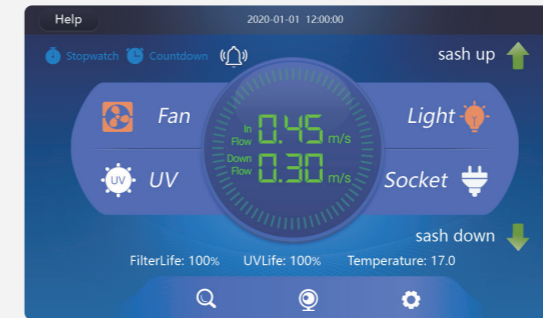 Help 2020-01-01 12:00:00
Stopwatch Countdown sash up
Fan Light
In Flow 0.45 m/s
Down Flow 0.30 m/s
UV UV Socket
sash down
FilterLife: 100% UVLife: 100% Temperature: 17.0